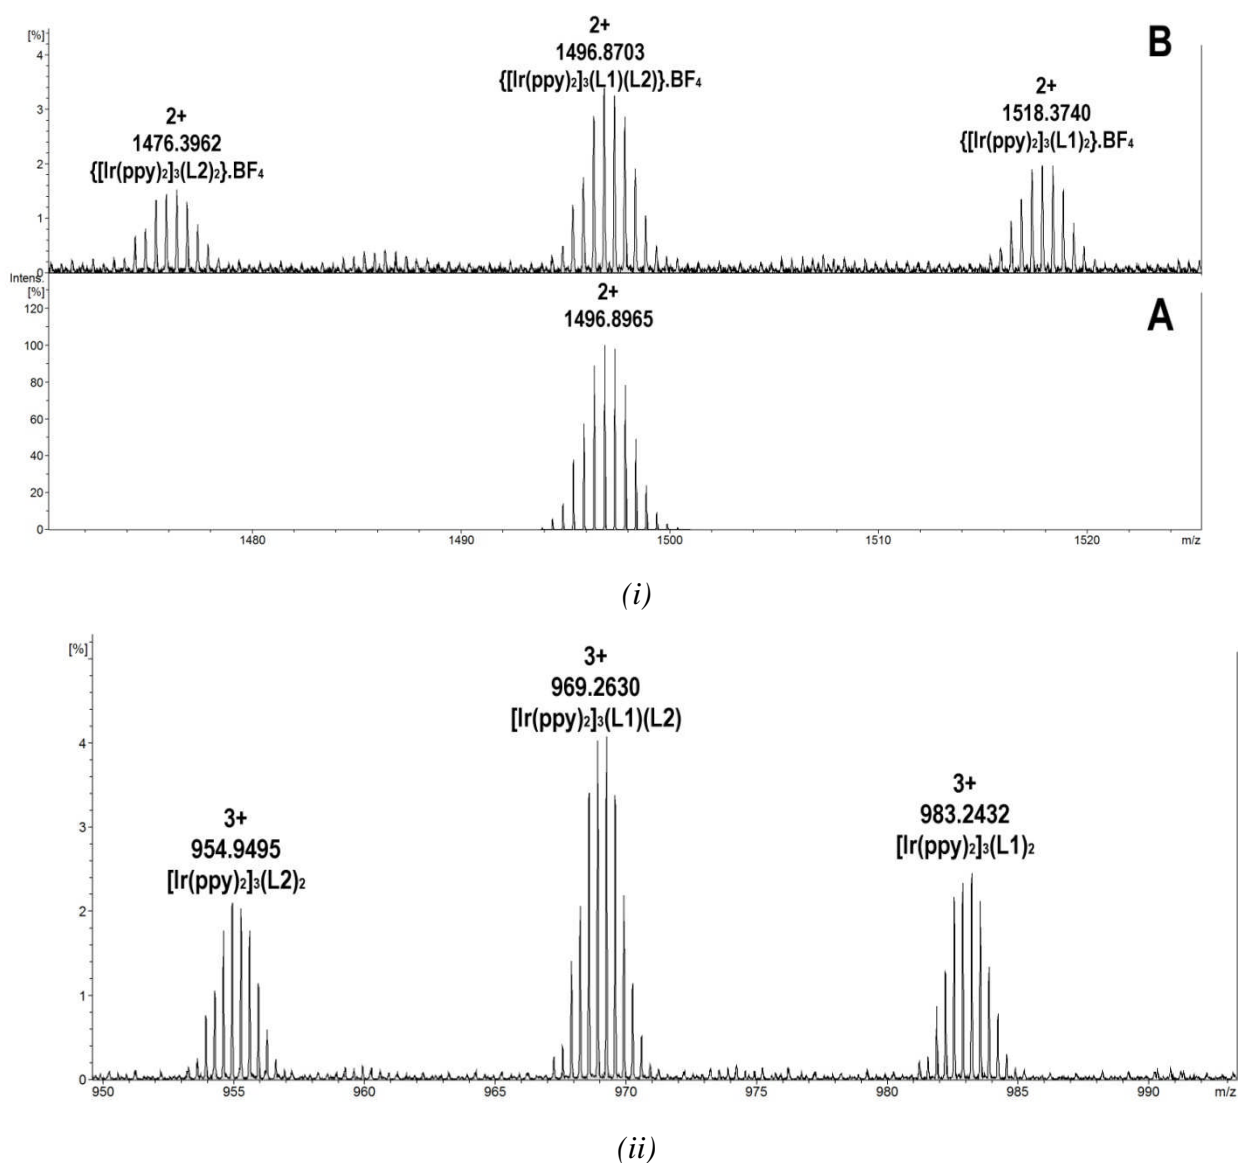 [%]
4
3
2
1
0
2+
1476.3962
{[Ir(ppy)₂]₃(L2)₂}.BF₄
2+
1496.8703
{[Ir(ppy)₂]₃(L1)(L2)}.BF₄
2+
1518.3740
{[Ir(ppy)₂]₃(L1)₂}.BF₄
B
Intens.
[%]
120
100
80
60
40
20
0
2+
1496.8965
A
1480 1490 1500 1510 1520 m/z
(i)
[%]
4
3
2
1
0
3+
954.9495
[Ir(ppy)₂]₃(L2)₂
3+
969.2630
[Ir(ppy)₂]₃(L1)(L2)
3+
983.2432
[Ir(ppy)₂]₃(L1)₂
950 955 960 965 970 975 980 985 990 m/z
(ii)